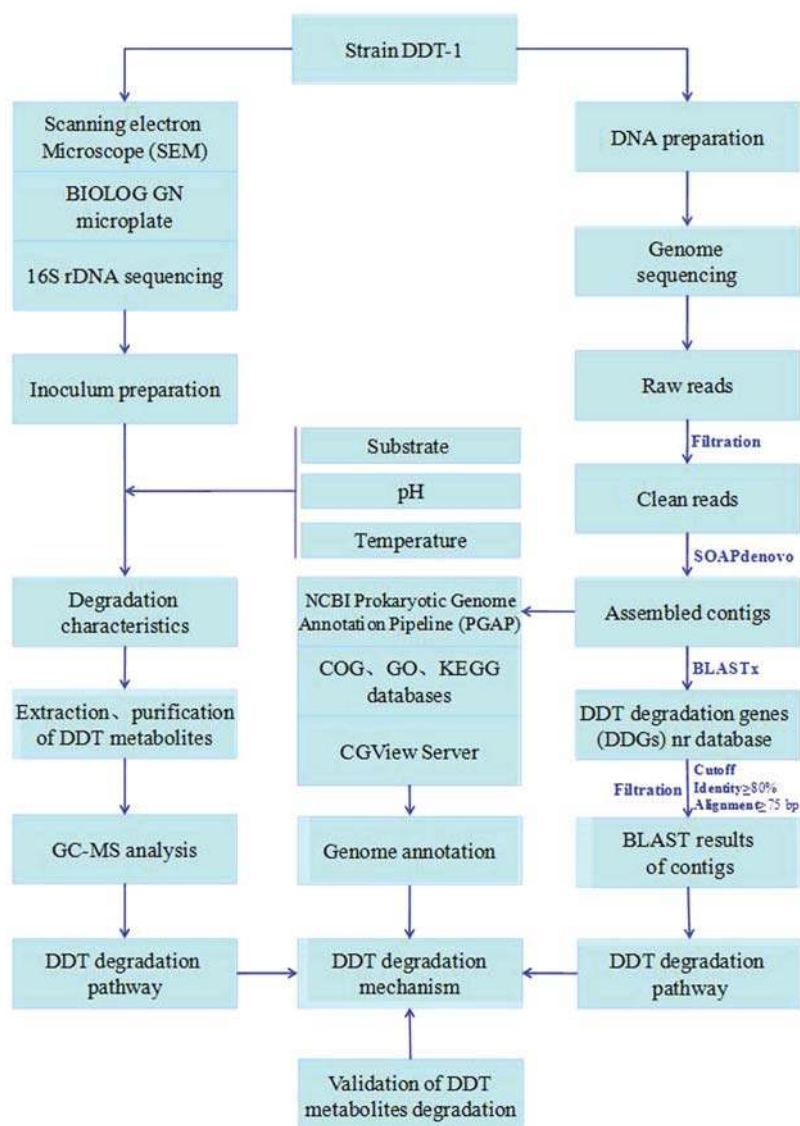 Strain DDT-1
Scanning electron
Microscope (SEM)
BIOLOG GN
microplate
16S rDNA sequencing
Inoculum preparation
Substrate
pH
Temperature
Degradation
characteristics
Extraction、purification
of DDT metabolites
GC-MS analysis
DDT degradation
pathway
DNA preparation
Genome
sequencing
Raw reads
Filtration
Clean reads
SOAPdenovo
Assembled contigs
NCBI Prokaryotic Genome
Annotation Pipeline (PGAP)
COG、GO、KEGG
databases
CGView Server
Genome annotation
BLASTx
DDT degradation genes
(DDGs) nr database
Filtration
Cutoff
Identity≥80%
Alignment≥75 bp
BLAST results
of contigs
DDT degradation
pathway
DDT degradation
mechanism
Validation of DDT
metabolites degradation